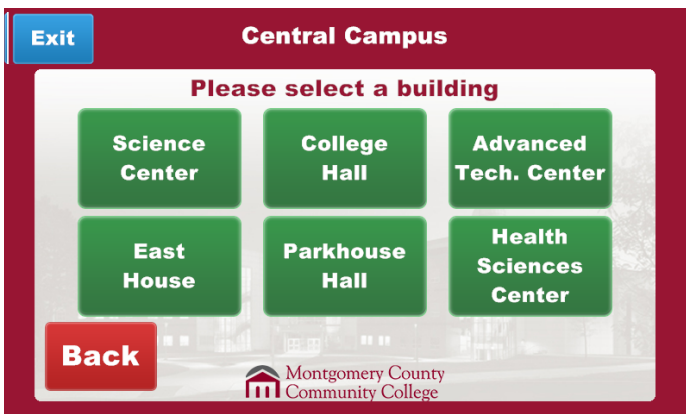 Exit
Central Campus
Please select a building
Science
Center
College
Hall
Advanced
Tech. Center
East
House
Parkhouse
Hall
Health
Sciences
Center
Back
Montgomery County
Community College